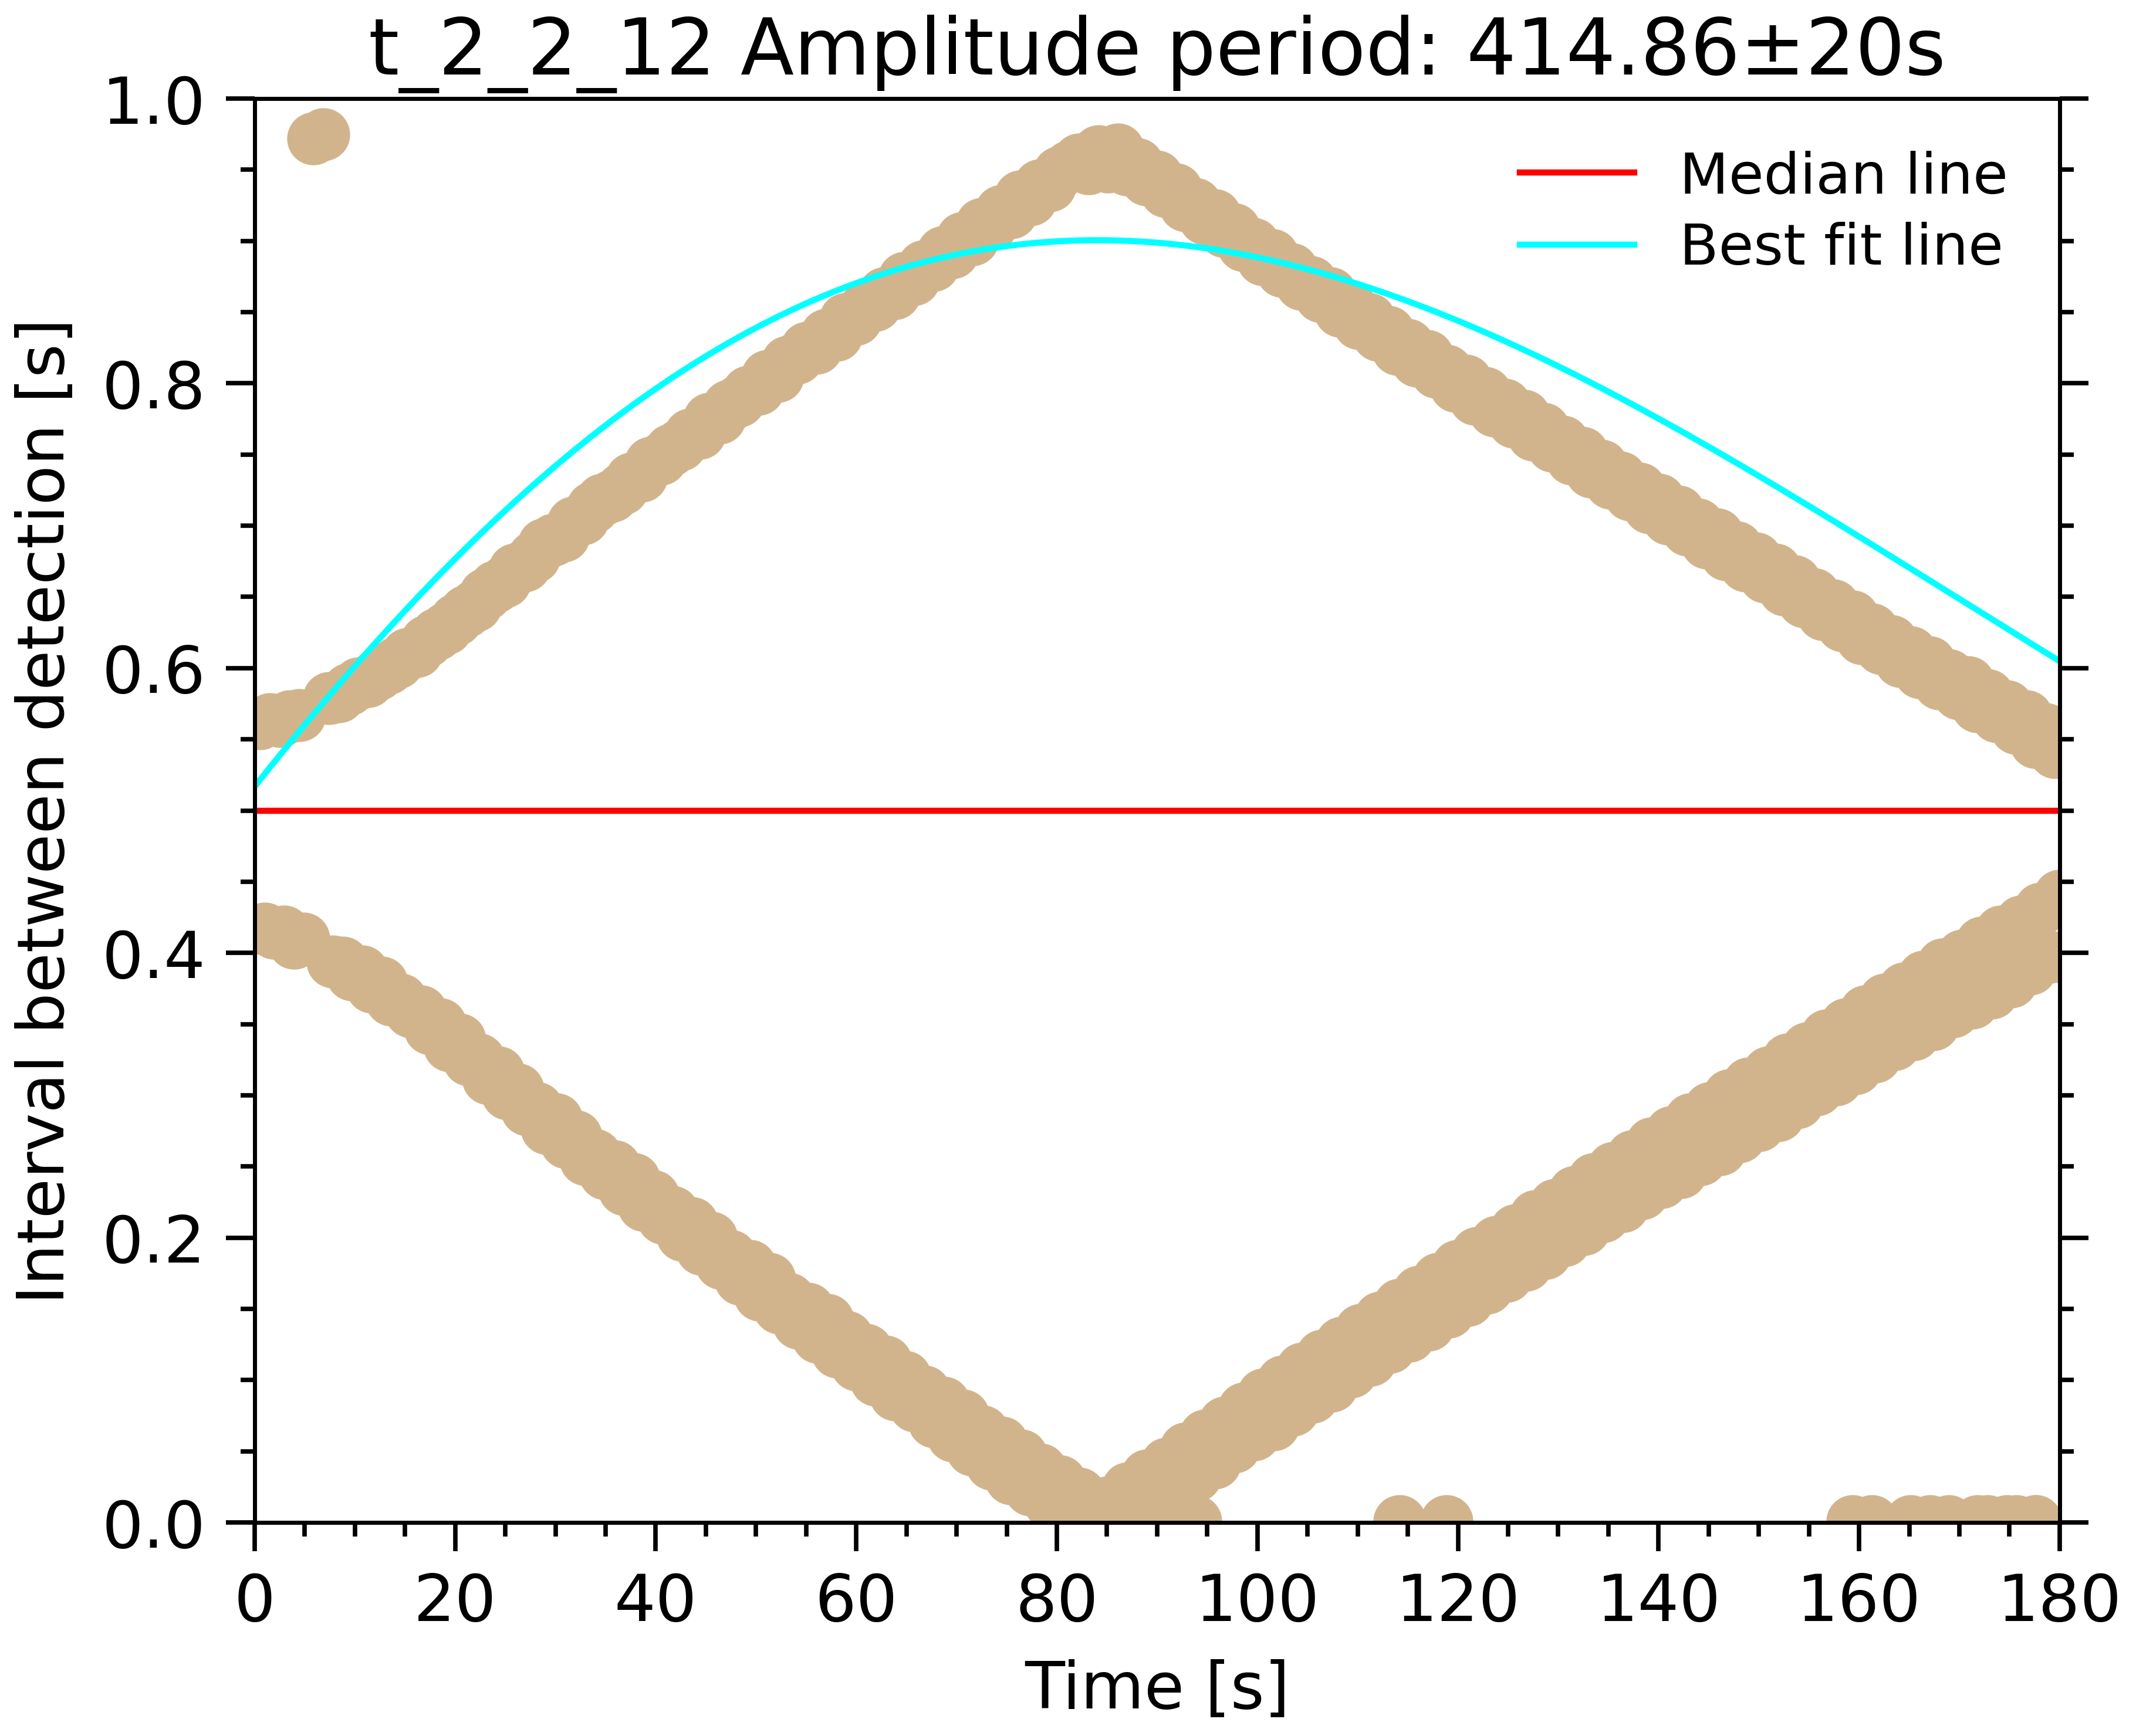 t_2_2_12 Amplitude period: 414.86±20s
Median line
Best fit line
Interval between detection [s]
1.0
0.8
0.6
0.4
0.2
0.0
0 20 40 60 80 100 120 140 160 180
Time [s]